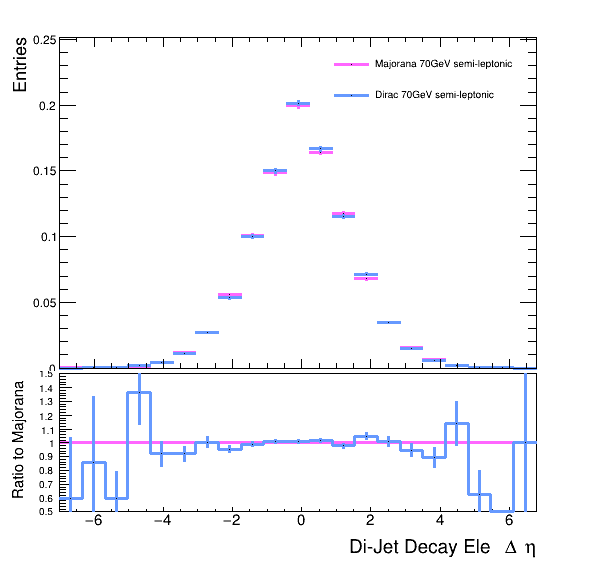 Entries
0.25
0.2
0.15
0.1
0.05
0
Majorana 70GeV semi-leptonic
Dirac 70GeV semi-leptonic
Ratio to Majorana
1.5
1.4
1.3
1.2
1.1
1
0.9
0.8
0.7
0.6
0.5
−6 −4 −2 0 2 4 6
Di-Jet Decay Ele Δ η